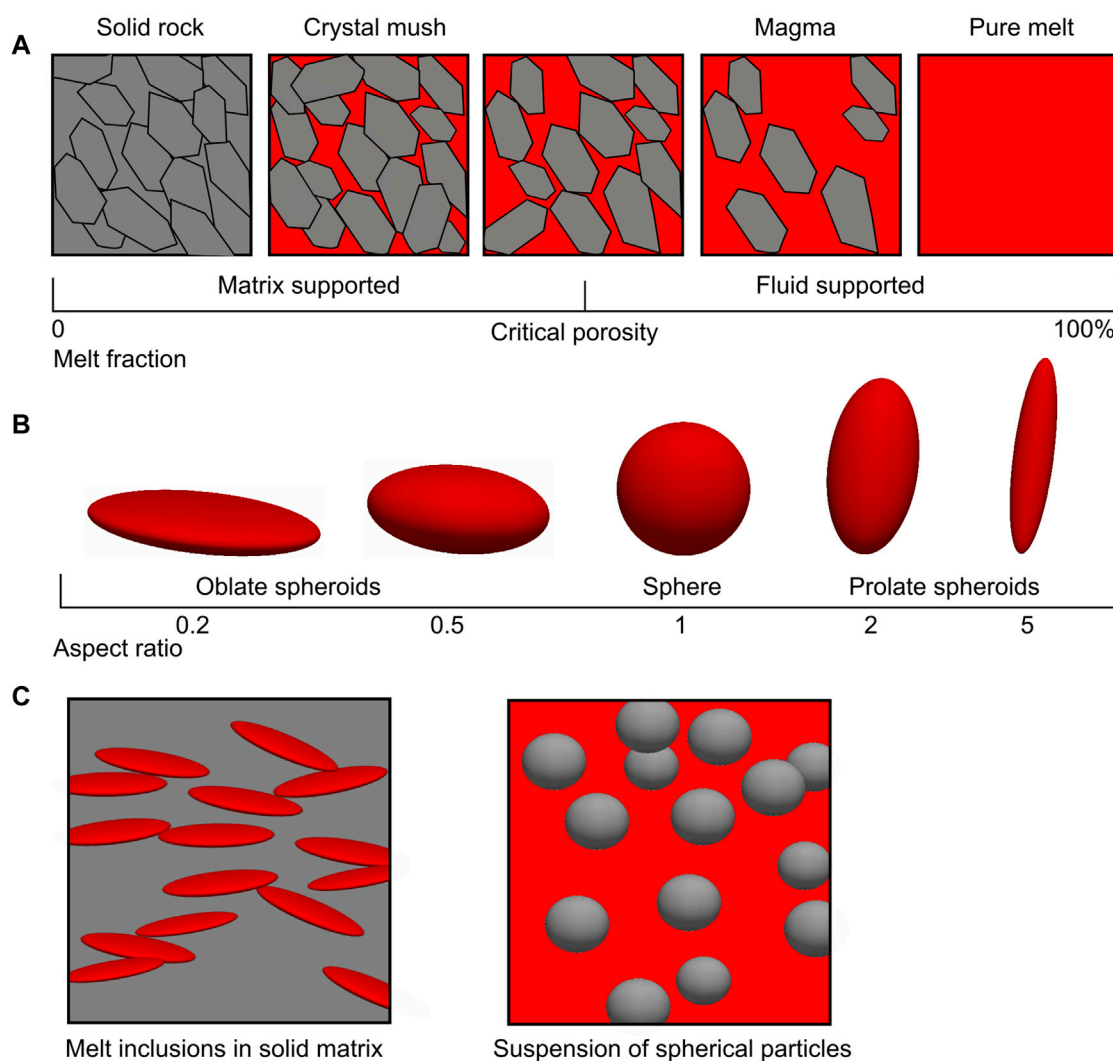 A
Solid rock
Crystal mush
Magma
Pure melt
Matrix supported
Fluid supported
0
Critical porosity
100%
Melt fraction
B
Oblate spheroids
Sphere
Prolate spheroids
0.2
0.5
1
2
5
Aspect ratio
C
Melt inclusions in solid matrix
Suspension of spherical particles